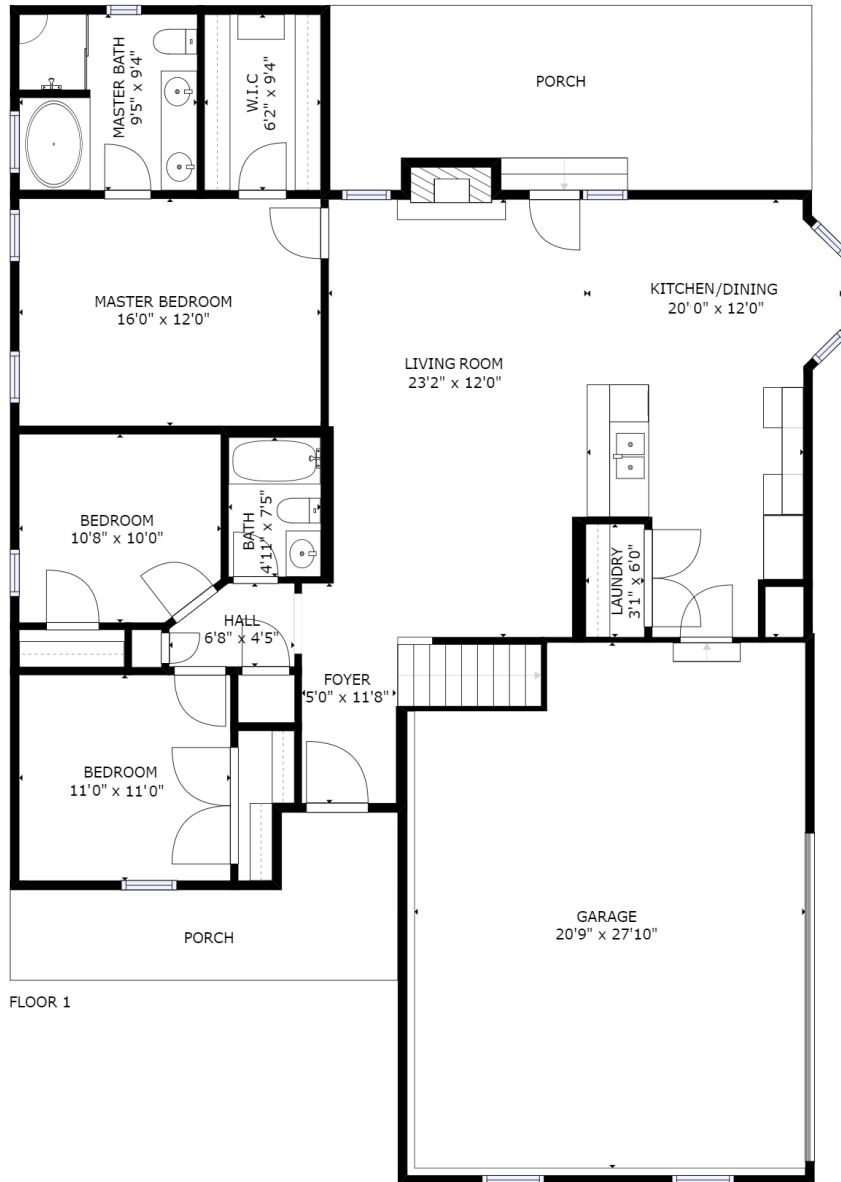 MASTER BATH
9'5" x 9'4"
W.I.C
6'2" x 9'4"
PORCH
MASTER BEDROOM
16'0" x 12'0"
KITCHEN/DINING
20'0" x 12'0"
LIVING ROOM
23'2" x 12'0"
BEDROOM
10'8" x 10'0"
BATH
4'11" x 7'5"
LAUNDRY
3'1" x 6'0"
HALL
6'8" x 4'5"
FOYER
5'0" x 11'8"
BEDROOM
11'0" x 11'0"
GARAGE
20'9" x 27'10"
PORCH
FLOOR 1